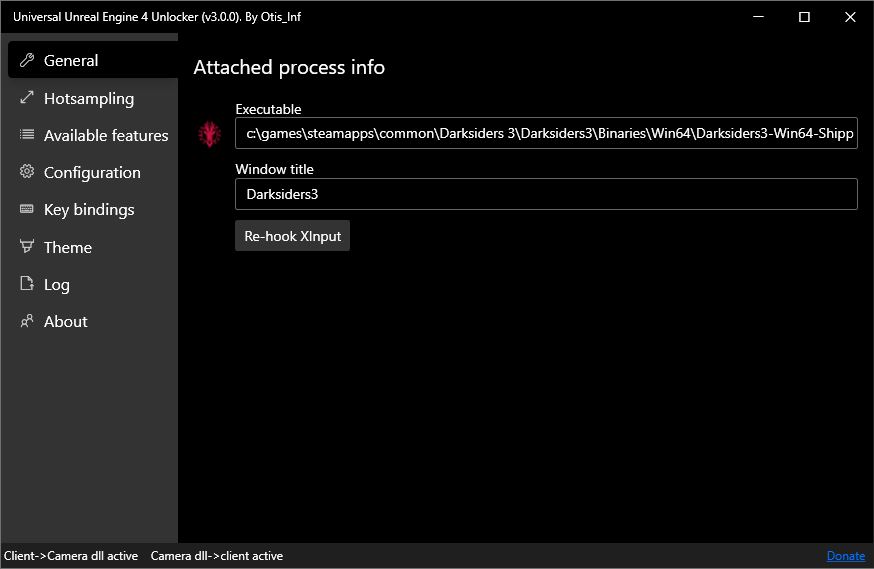 Universal Unreal Engine 4 Unlocker (v3.0.0). By Otis_Inf
General
Hotsampling
Available features
Configuration
Key bindings
Theme
Log
About
Attached process info
Executable
c:\games\steamapps\common\Darksiders 3\Darksiders3\Binaries\Win64\Darksiders3-Win64-Shipp
Window title
Darksiders3
Re-hook XInput
Client->Camera dll active Camera dll->client active Donate